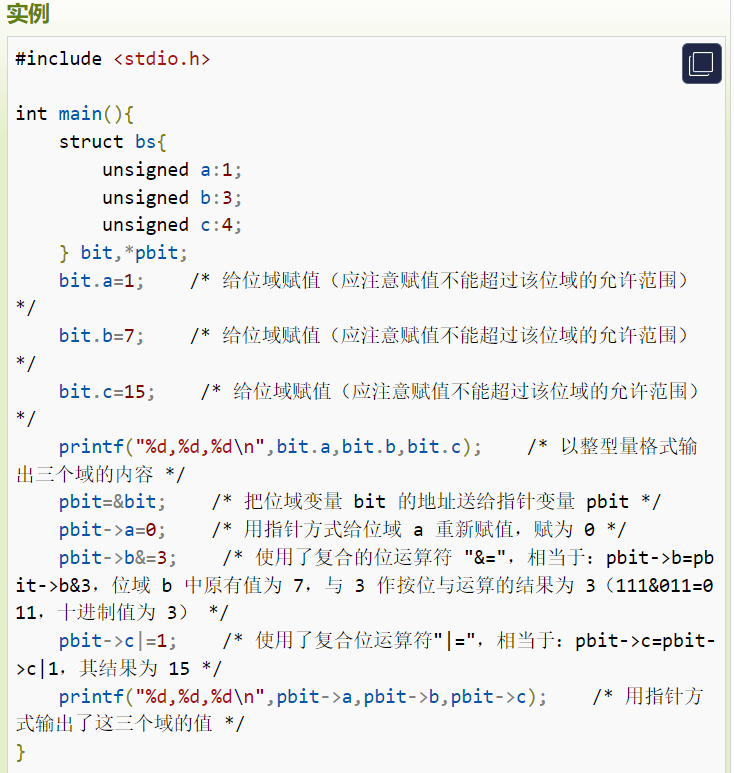 实例
#include <stdio.h>
int main(){
    struct bs{
        unsigned a:1;
        unsigned b:3;
        unsigned c:4;
    } bit,*pbit;
    bit.a=1;    /* 给位域赋值（应注意赋值不能超过该位域的允许范围）
*/
    bit.b=7;    /* 给位域赋值（应注意赋值不能超过该位域的允许范围）
*/
    bit.c=15;    /* 给位域赋值（应注意赋值不能超过该位域的允许范围）
*/
    printf("%d,%d,%d\n",bit.a,bit.b,bit.c);    /* 以整型量格式输
出三个域的内容 */
    pbit=&bit;    /* 把位域变量 bit 的地址送给指针变量 pbit */
    pbit->a=0;    /* 用指针方式给位域 a 重新赋值，赋为 0 */
    pbit->b&=3;    /* 使用了复合的位运算符 "&="，相当于：pbit->b=pb
it->b&3，位域 b 中原有值为 7，与 3 作按位与运算的结果为 3（111&011=0
11，十进制值为 3） */
    pbit->c|=1;    /* 使用了复合位运算符"|="，相当于：pbit->c=pbit-
>c|1，其结果为 15 */
    printf("%d,%d,%d\n",pbit->a,pbit->b,pbit->c);    /* 用指针方
式输出了这三个域的值 */
}